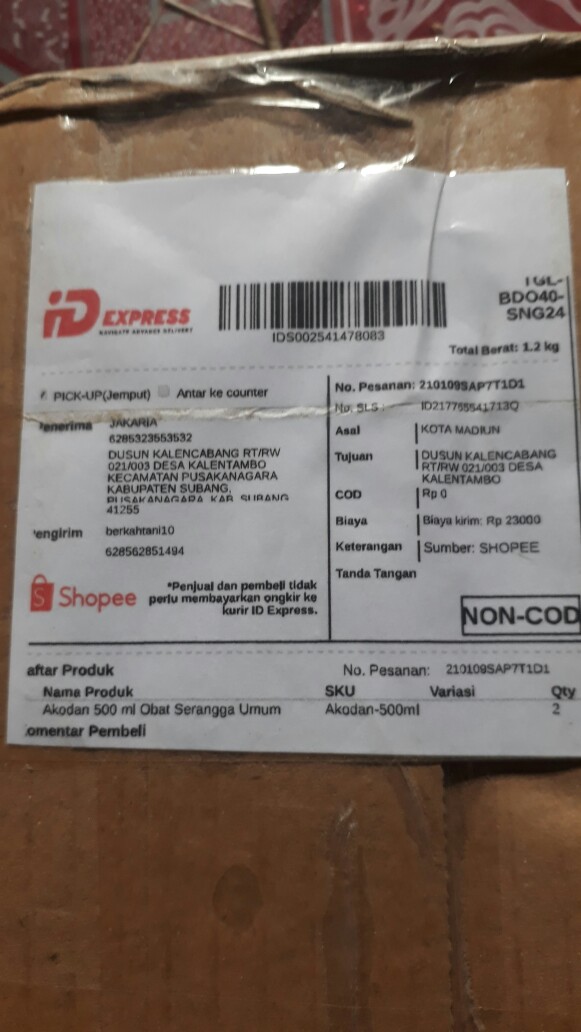 iD EXPRESS
IDS002541478083
BDO40-
SNG24
Total Berat: 1.2 kg
PICK-UP(Jemput) Antar ke counter
enerima JAKARIA
6285323553532
DUSUN KALENCABANG RT/RW
021/003 DESA KALENTAMBO
KECAMATAN PUSAKANAGARA
KABUPATEN SUBANG,
PUSAKANAGARA, KAB. SUBANG
41255
engirim berkahtani10
628562851494
Shopee
*Penjual dan pembeli tidak
perlu membayarkan ongkir ke
kurir ID Express.
No. Pesanan: 210109SAP7T1D1
No. SLS : ID217755541713Q
Asal KOTA MADIUN
Tujuan DUSUN KALENCABANG
RT/RW 021/003 DESA
KALENTAMBO
COD Rp 0
Biaya Biaya kirim: Rp 23000
Keterangan Sumber: SHOPEE
Tanda Tangan
NON-COD
aftar Produk No. Pesanan: 210109SAP7T1D1
Nama Produk SKU Variasi Qty
Akodan 500 ml Obat Serangga Umum Akodan-500ml 2
omentar Pembeli